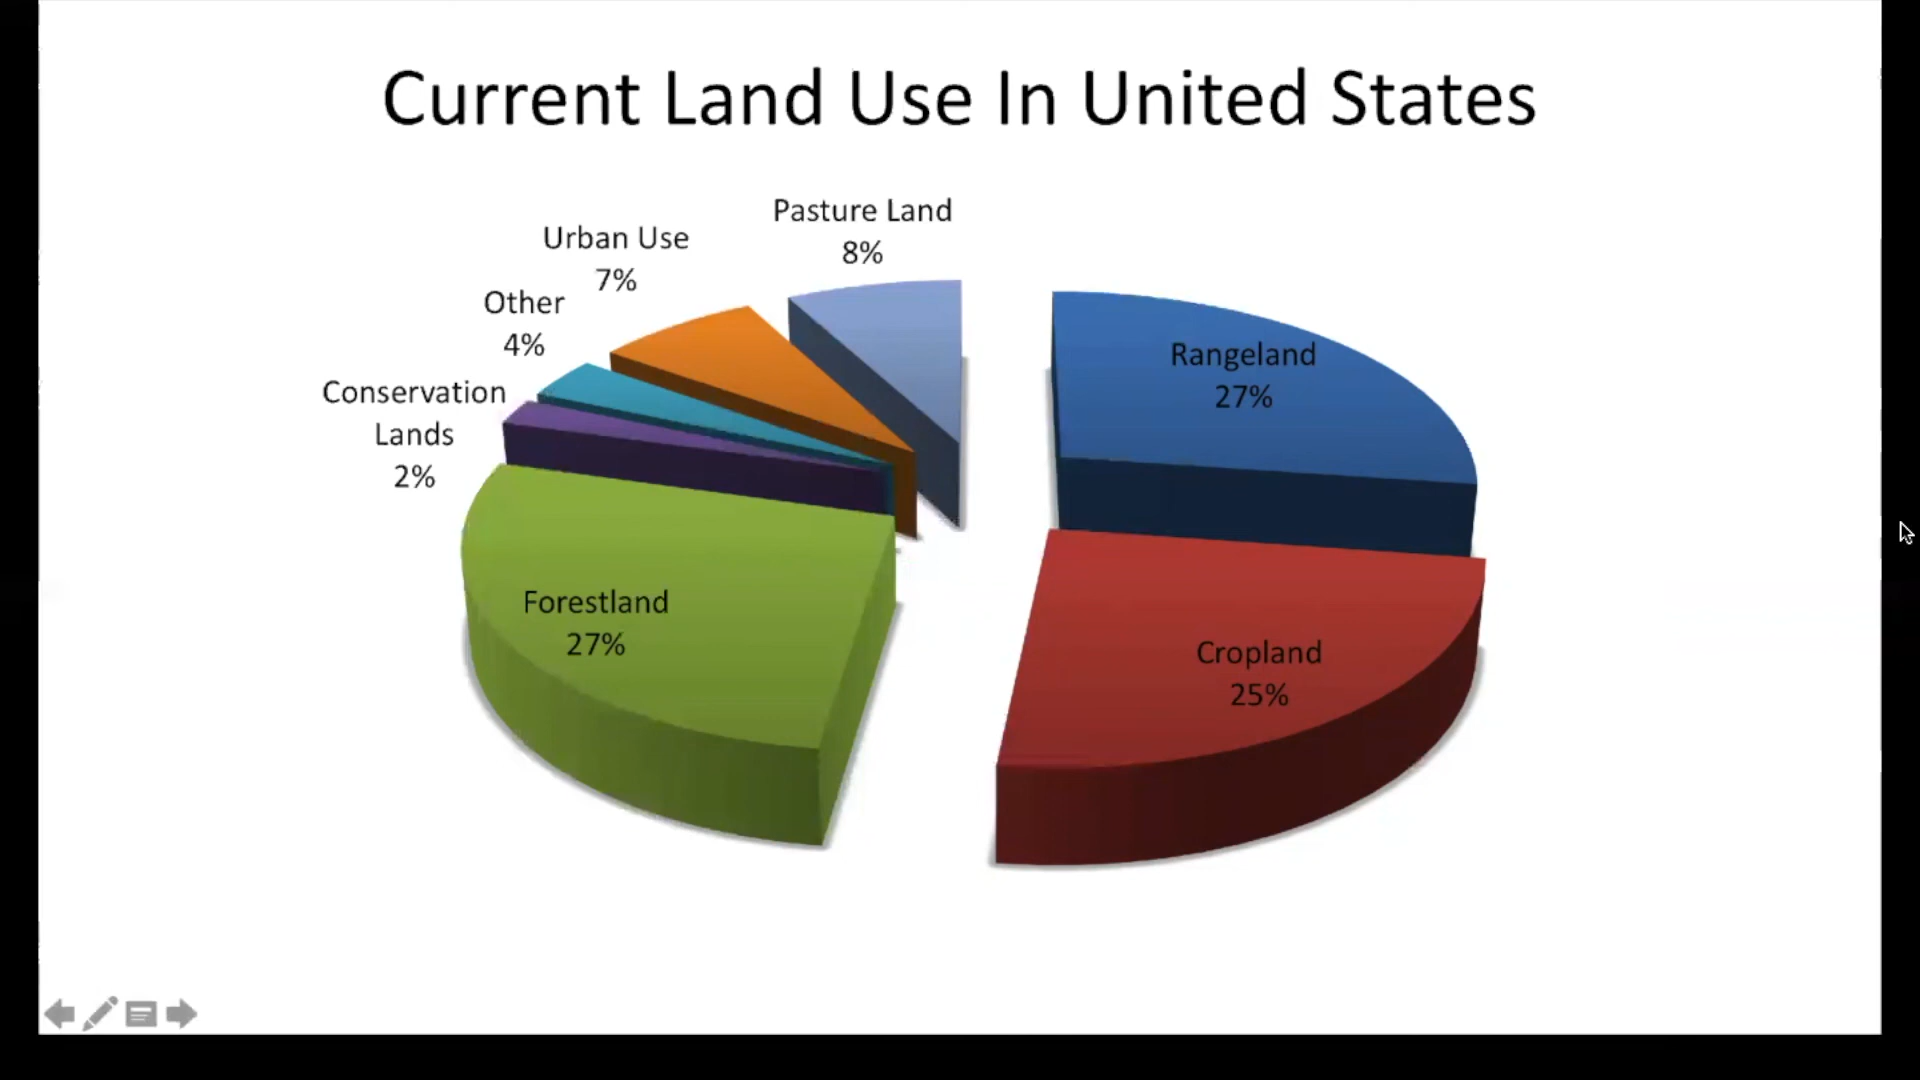 Current Land Use In United States
Pasture Land
8%
Urban Use
7%
Other
4%
Conservation
Lands
2%
Rangeland
27%
Forestland
27%
Cropland
25%